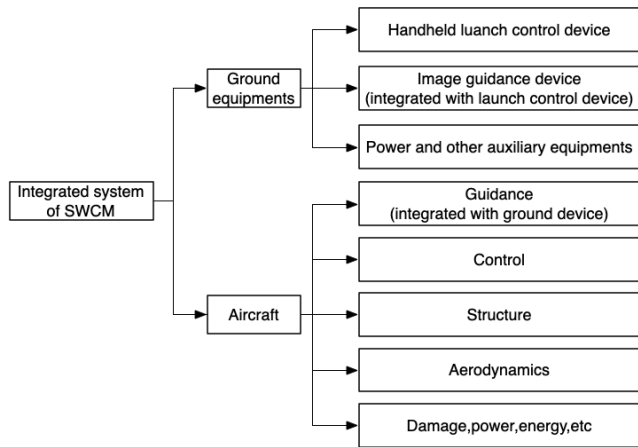 Handheld luanch control device
Ground
equipments
Image guidance device
(integrated with launch control device)
Power and other auxiliary equipments
Integrated system
of SWCM
Guidance
(integrated with ground device)
Control
Aircraft
Structure
Aerodynamics
Damage,power,energy,etc